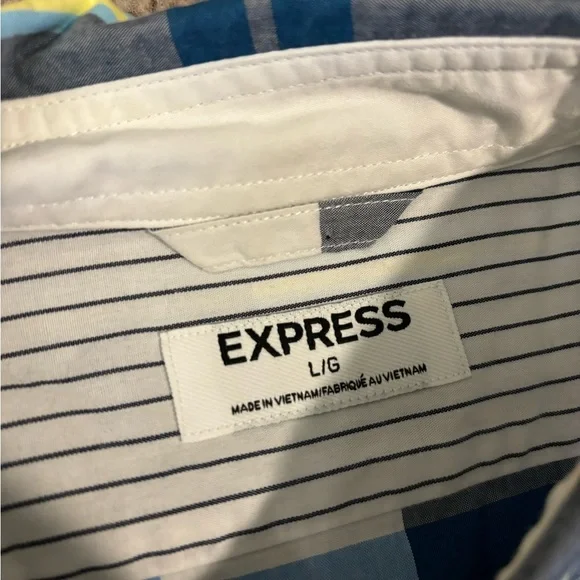 EXPRESS
L/G
MADE IN VIETNAM/FABRIQUÉ AU VIETNAM